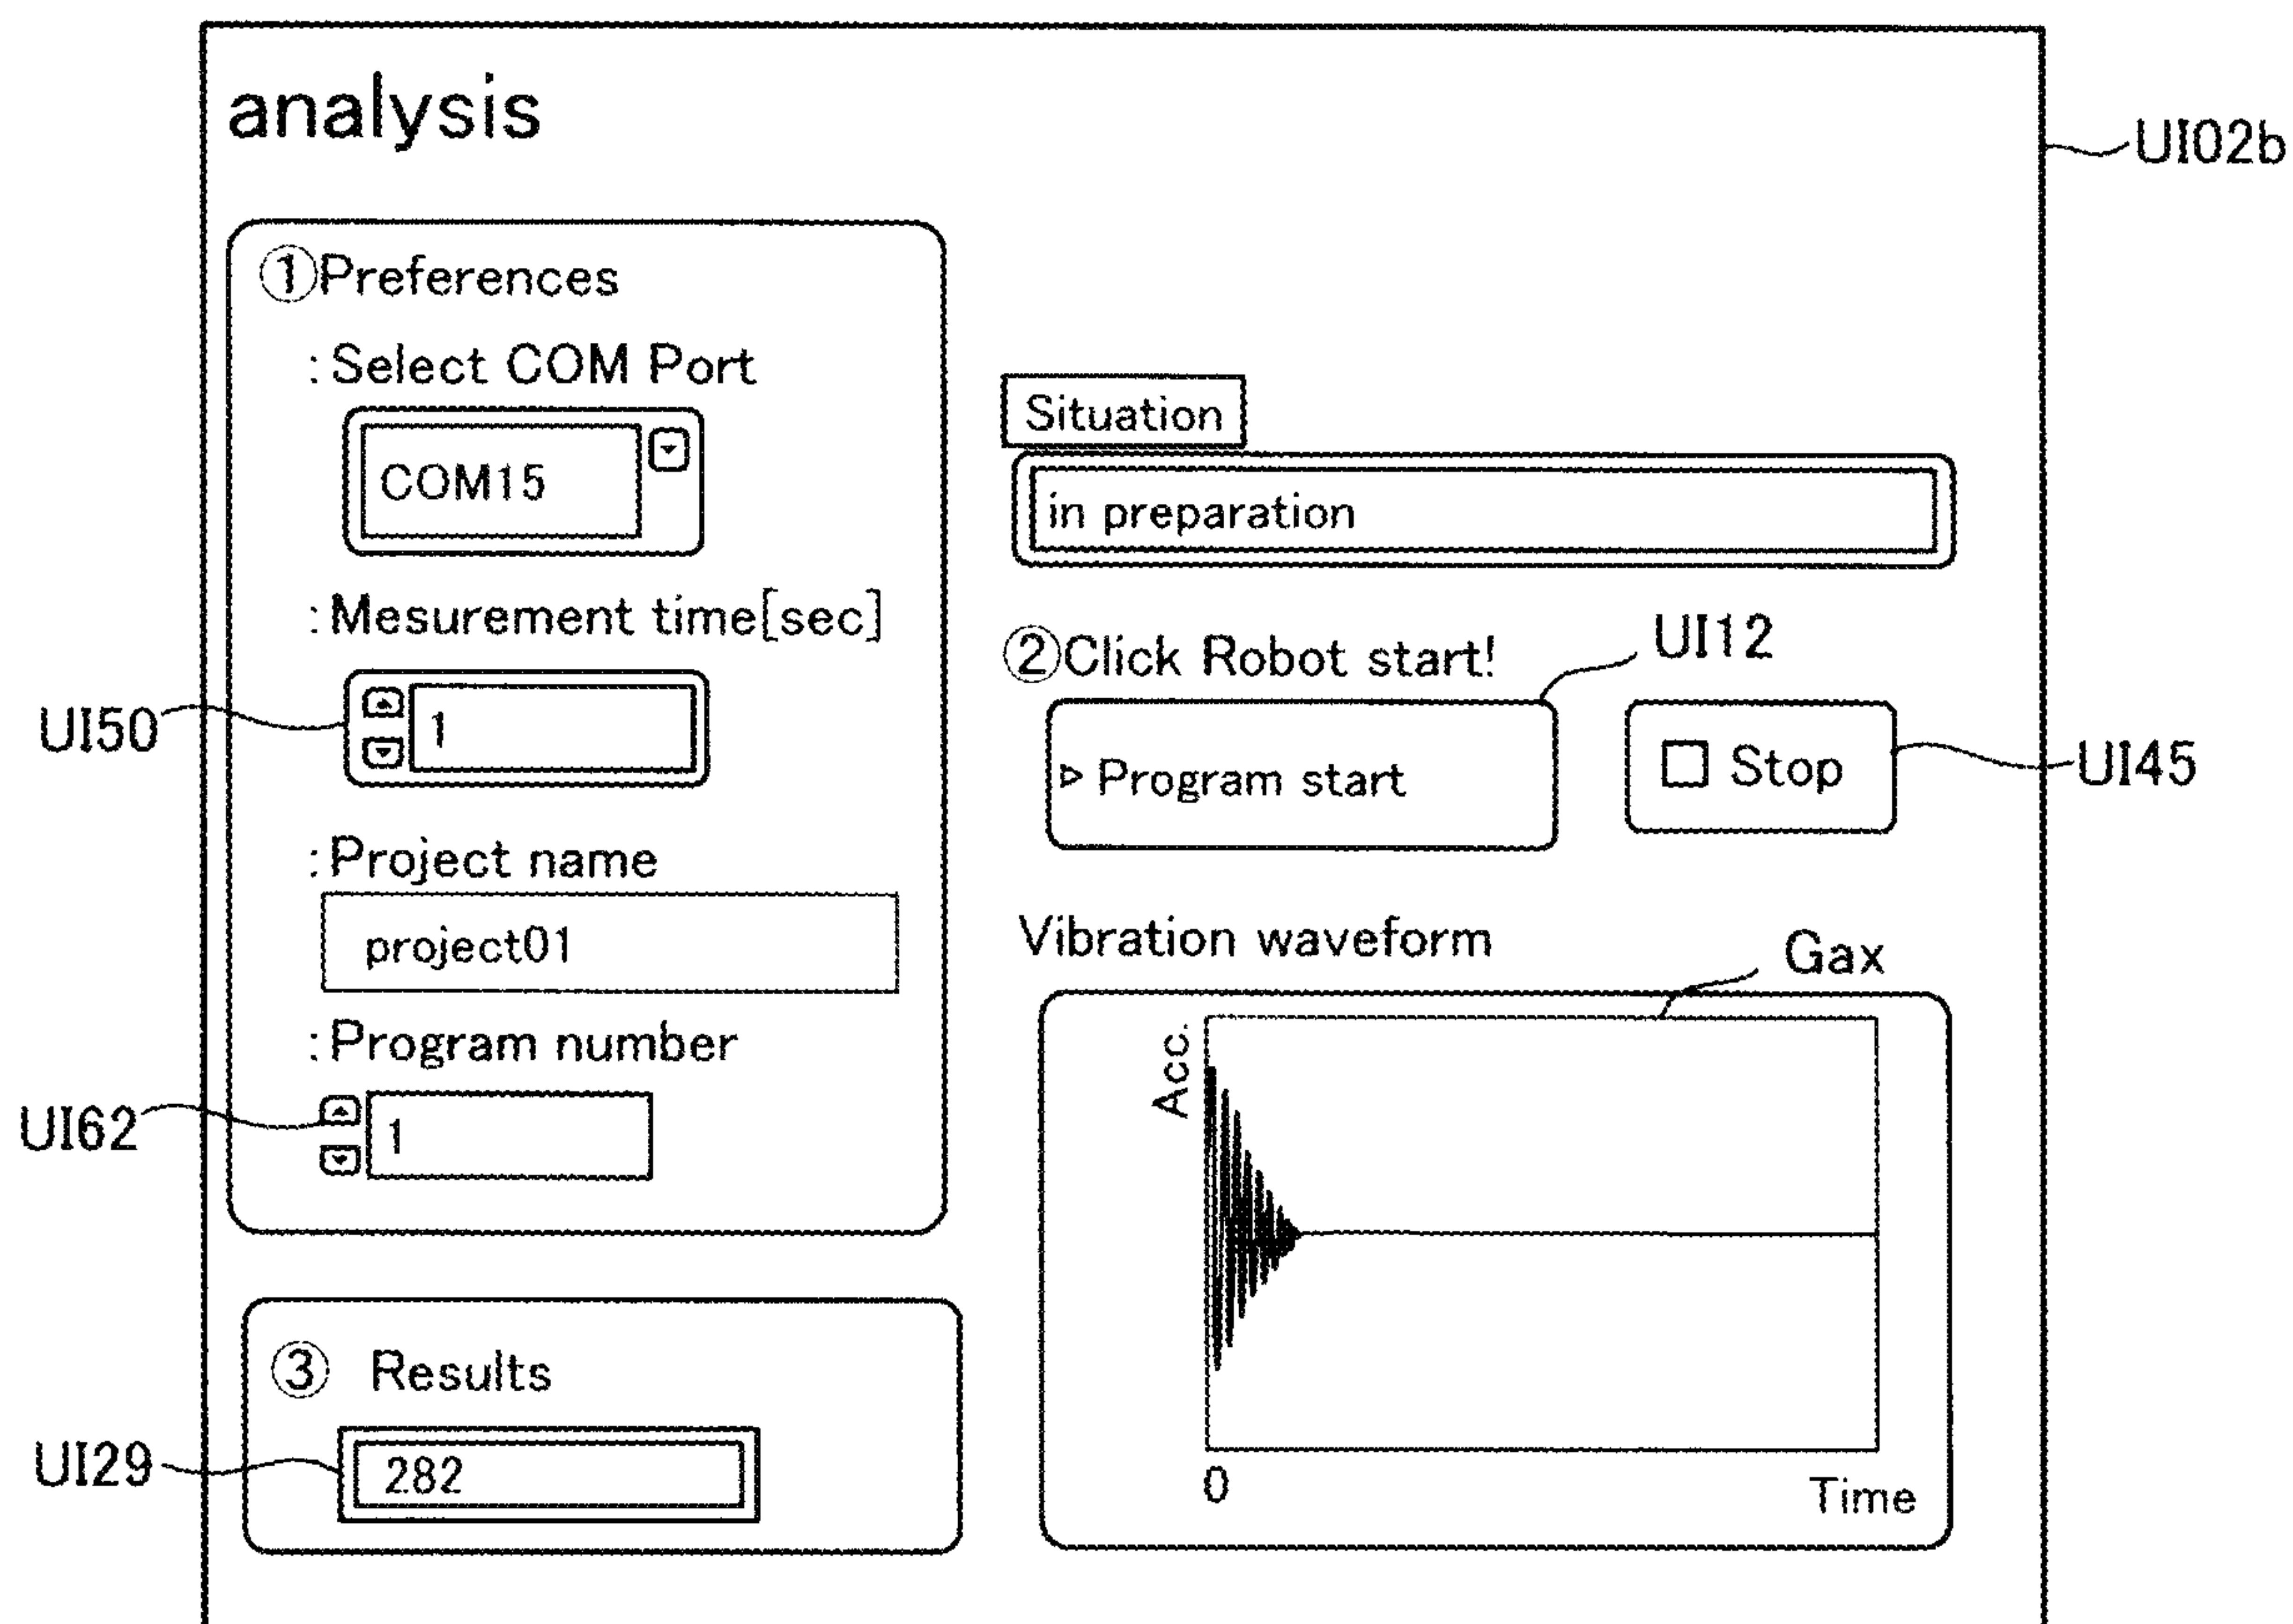 analysis
UI02b
①Preferences
:Select COM Port
COM15
:Mesurement time[sec]
UI50
1
:Project name
project01
:Program number
UI62
1
③ Results
UI29
282
Situation
in preparation
②Click Robot start!
UI12
▷ Program start
□ Stop
UI45
Vibration waveform
Gax
Acc.
0
Time